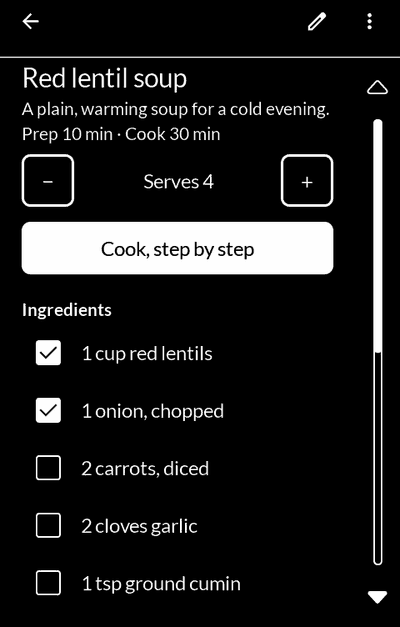 Red lentil soup
A plain, warming soup for a cold evening.
Prep 10 min · Cook 30 min
− Serves 4 +
Cook, step by step
Ingredients
1 cup red lentils
1 onion, chopped
2 carrots, diced
2 cloves garlic
1 tsp ground cumin